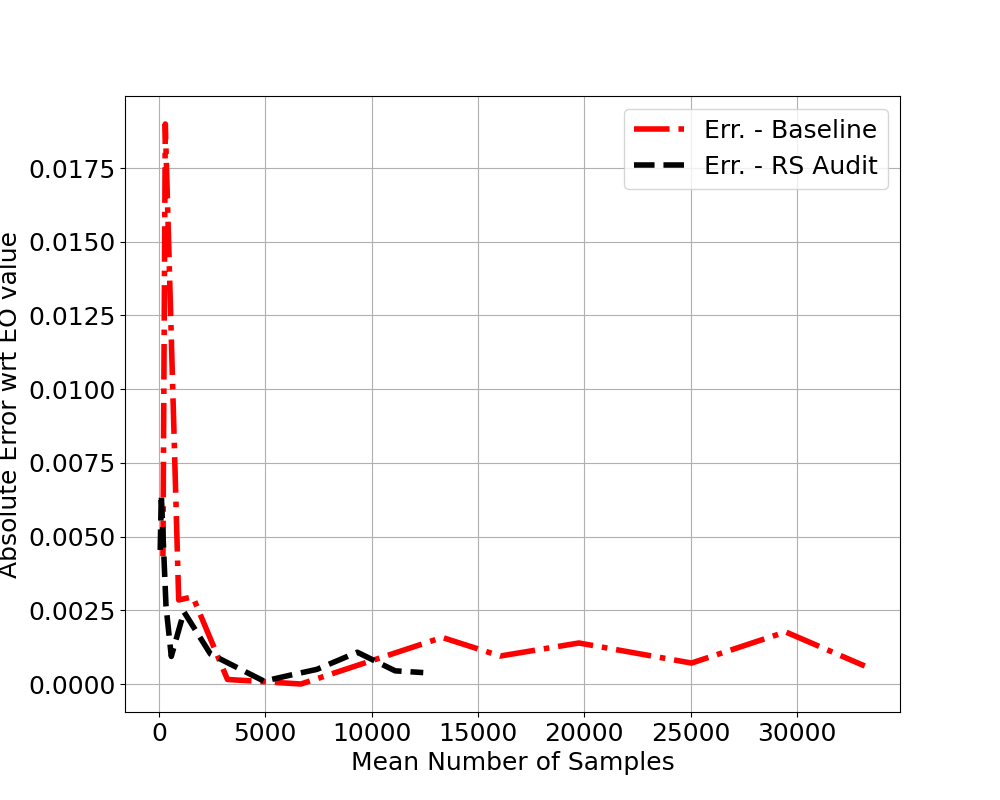 Err. - Baseline
Err. - RS Audit
Absolute Error wrt EO value
0.0175
0.0150
0.0125
0.0100
0.0075
0.0050
0.0025
0.0000
0 5000 10000 15000 20000 25000 30000
Mean Number of Samples